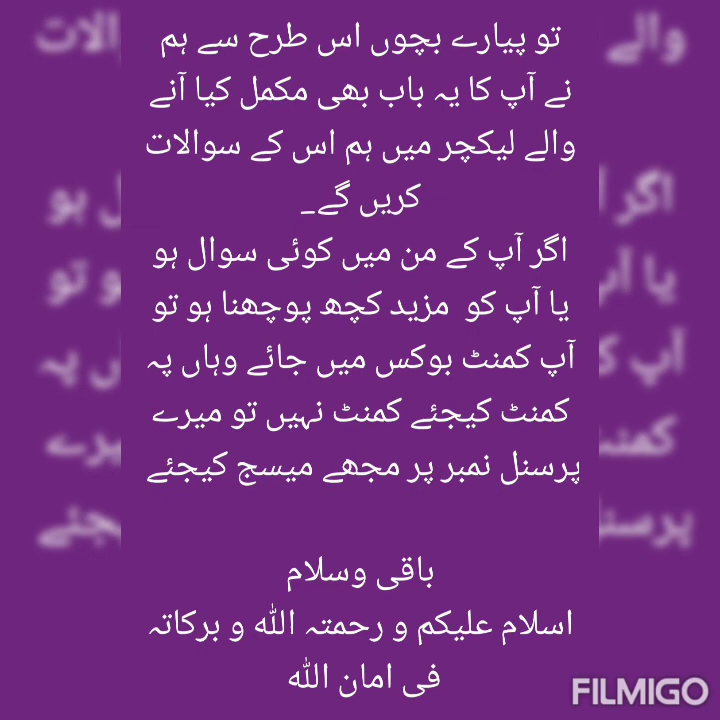 تو پیارے بچوں اس طرح سے ہم
نے آپ کا یہ باب بھی مکمل کیا آنے
والے لیکچر میں ہم اس کے سوالات
کریں گے۔
اگر آپ کے من میں کوئی سوال ہو
یا آپ کو مزید کچھ پوچھنا ہو تو
آپ کمنٹ بوکس میں جائے وہاں پہ
کمنٹ کیجئے کمنٹ نہیں تو میرے
پرسنل نمبر پر مجھے میسج کیجئے
باقی وسلام
اسلام علیکم و رحمتہ اللہ و برکاتہ
فی امان اللہ
FILMIGO